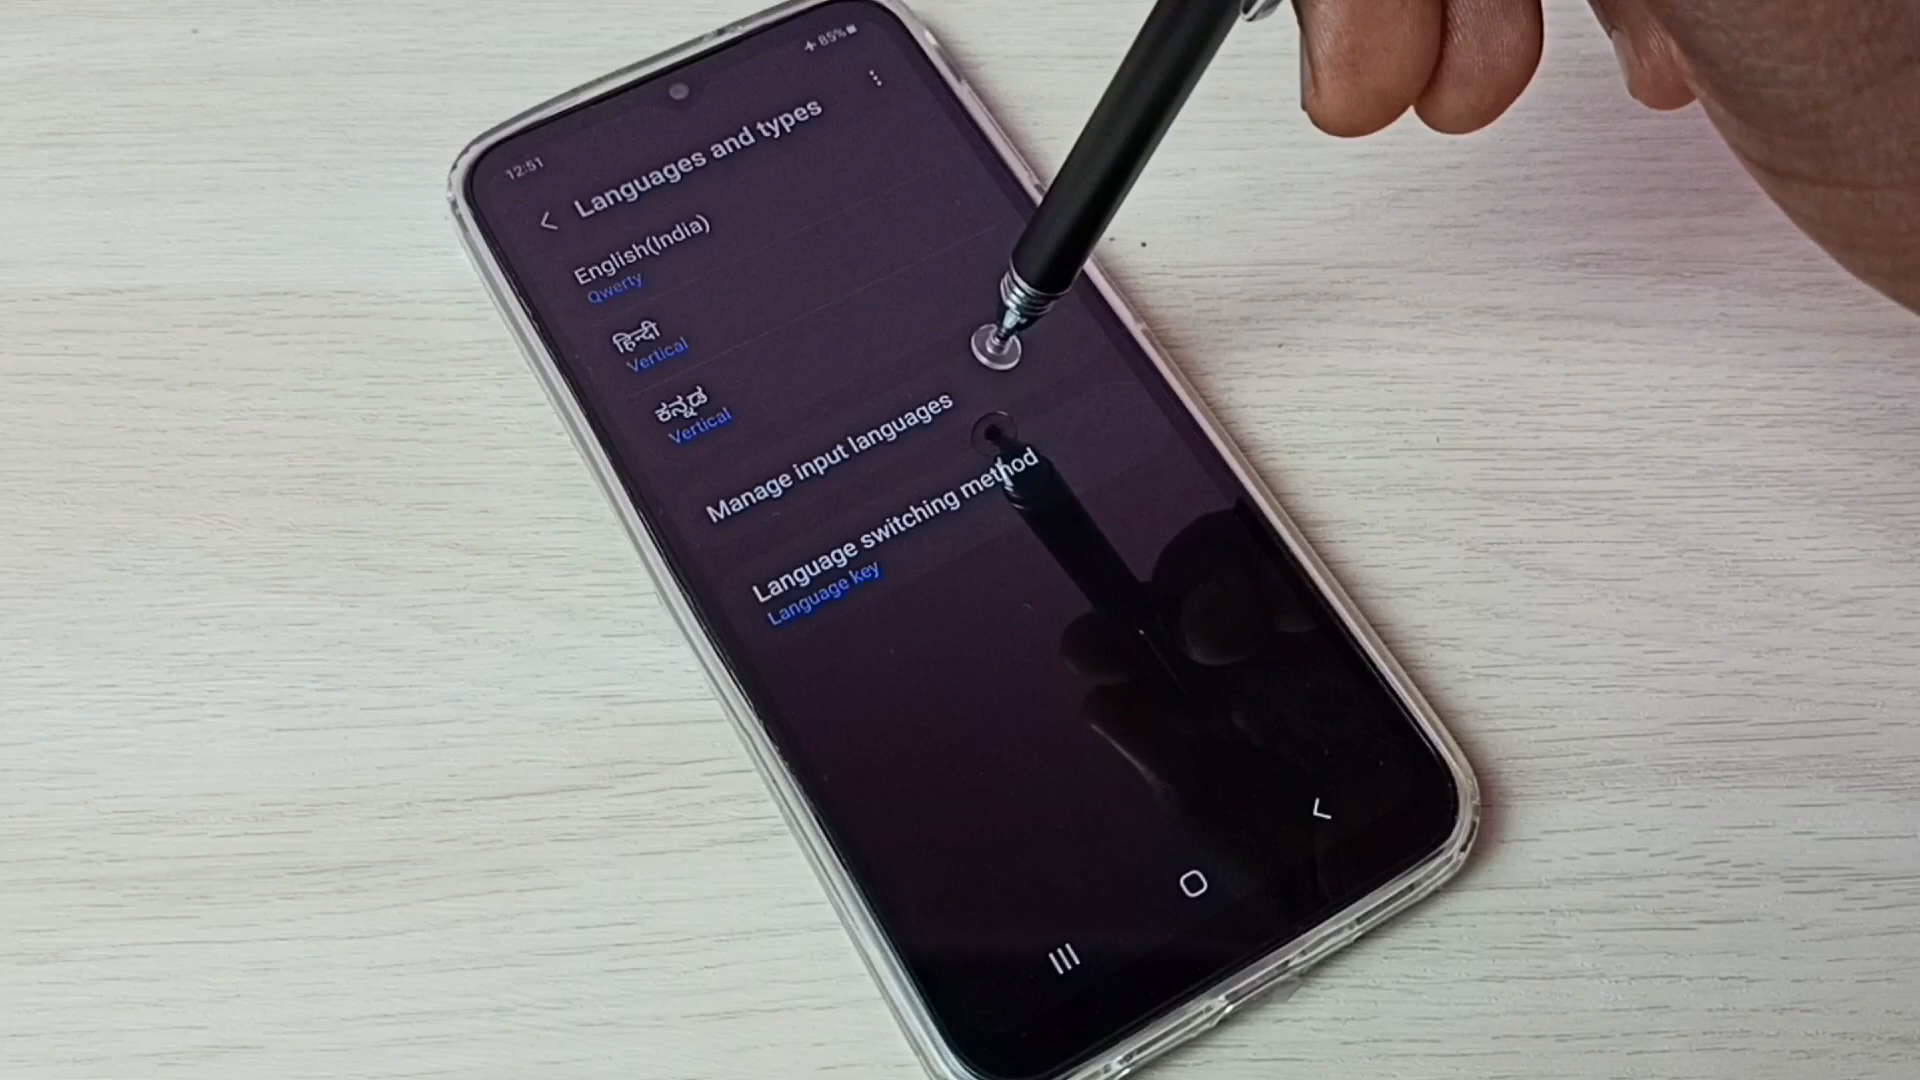 12:51
85%
Languages and types
English(India)
Qwerty
हिन्दी
Vertical
ಕನ್ನಡ
Vertical
Manage input languages
Language switching method
Language key